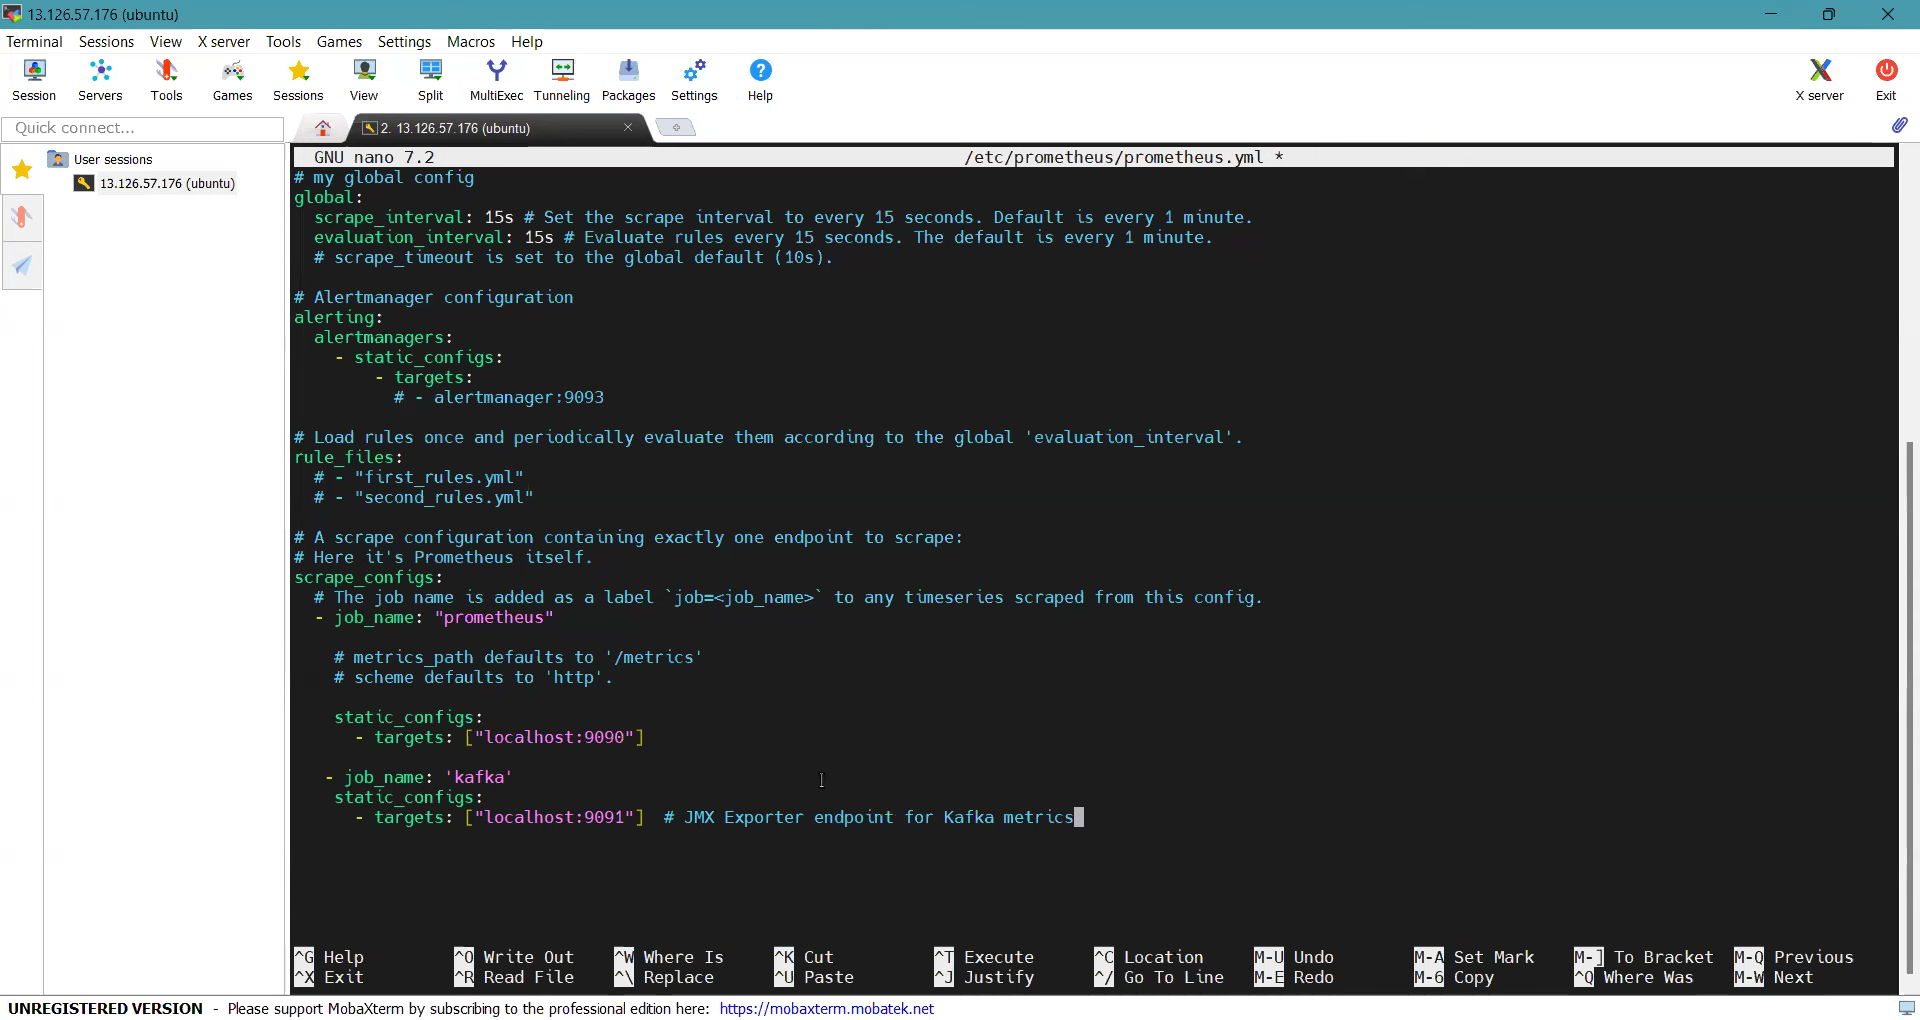 13.126.57.176 (ubuntu)
Terminal Sessions View X server Tools Games Settings Macros Help
Session Servers Tools Games Sessions View Split MultiExec Tunneling Packages Settings Help X server Exit
Quick connect...
2. 13.126.57.176 (ubuntu)
User sessions
13.126.57.176 (ubuntu)
GNU nano 7.2 /etc/prometheus/prometheus.yml *
# my global config
global:
  scrape_interval: 15s # Set the scrape interval to every 15 seconds. Default is every 1 minute.
  evaluation_interval: 15s # Evaluate rules every 15 seconds. The default is every 1 minute.
  # scrape_timeout is set to the global default (10s).
# Alertmanager configuration
alerting:
  alertmanagers:
    - static_configs:
        - targets:
          # - alertmanager:9093
# Load rules once and periodically evaluate them according to the global 'evaluation_interval'.
rule_files:
  # - "first_rules.yml"
  # - "second_rules.yml"
# A scrape configuration containing exactly one endpoint to scrape:
# Here it's Prometheus itself.
scrape_configs:
  # The job name is added as a label `job=<job_name>` to any timeseries scraped from this config.
  - job_name: "prometheus"
    # metrics_path defaults to '/metrics'
    # scheme defaults to 'http'.
    static_configs:
      - targets: ["localhost:9090"]
   - job_name: 'kafka'
    static_configs:
      - targets: ["localhost:9091"]  # JMX Exporter endpoint for Kafka metrics
^G Help ^O Write Out ^W Where Is ^K Cut ^T Execute ^C Location M-U Undo M-A Set Mark M-] To Bracket M-Q Previous
^X Exit ^R Read File ^\ Replace ^U Paste ^J Justify ^/ Go To Line M-E Redo M-6 Copy ^Q Where Was M-W Next
UNREGISTERED VERSION - Please support MobaXterm by subscribing to the professional edition here: https://mobaxterm.mobatek.net